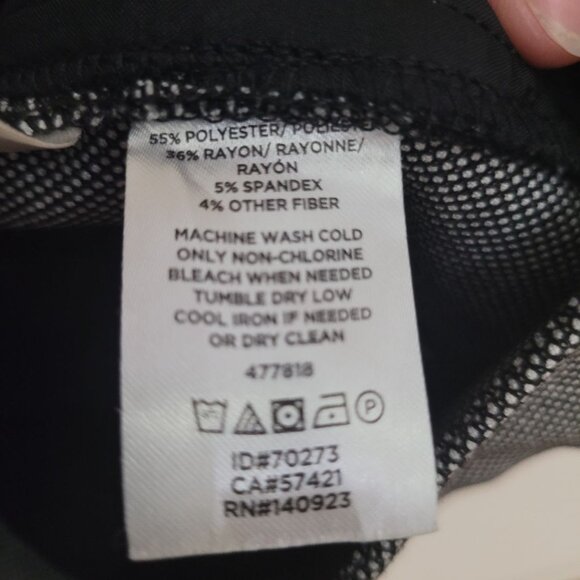 55% POLYESTER/ POLIESTER
36% RAYON/ RAYONNE/
RAYÓN
5% SPANDEX
4% OTHER FIBER
MACHINE WASH COLD
ONLY NON-CHLORINE
BLEACH WHEN NEEDED
TUMBLE DRY LOW
COOL IRON IF NEEDED
OR DRY CLEAN
477818
P
ID#70273
CA#57421
RN#140923